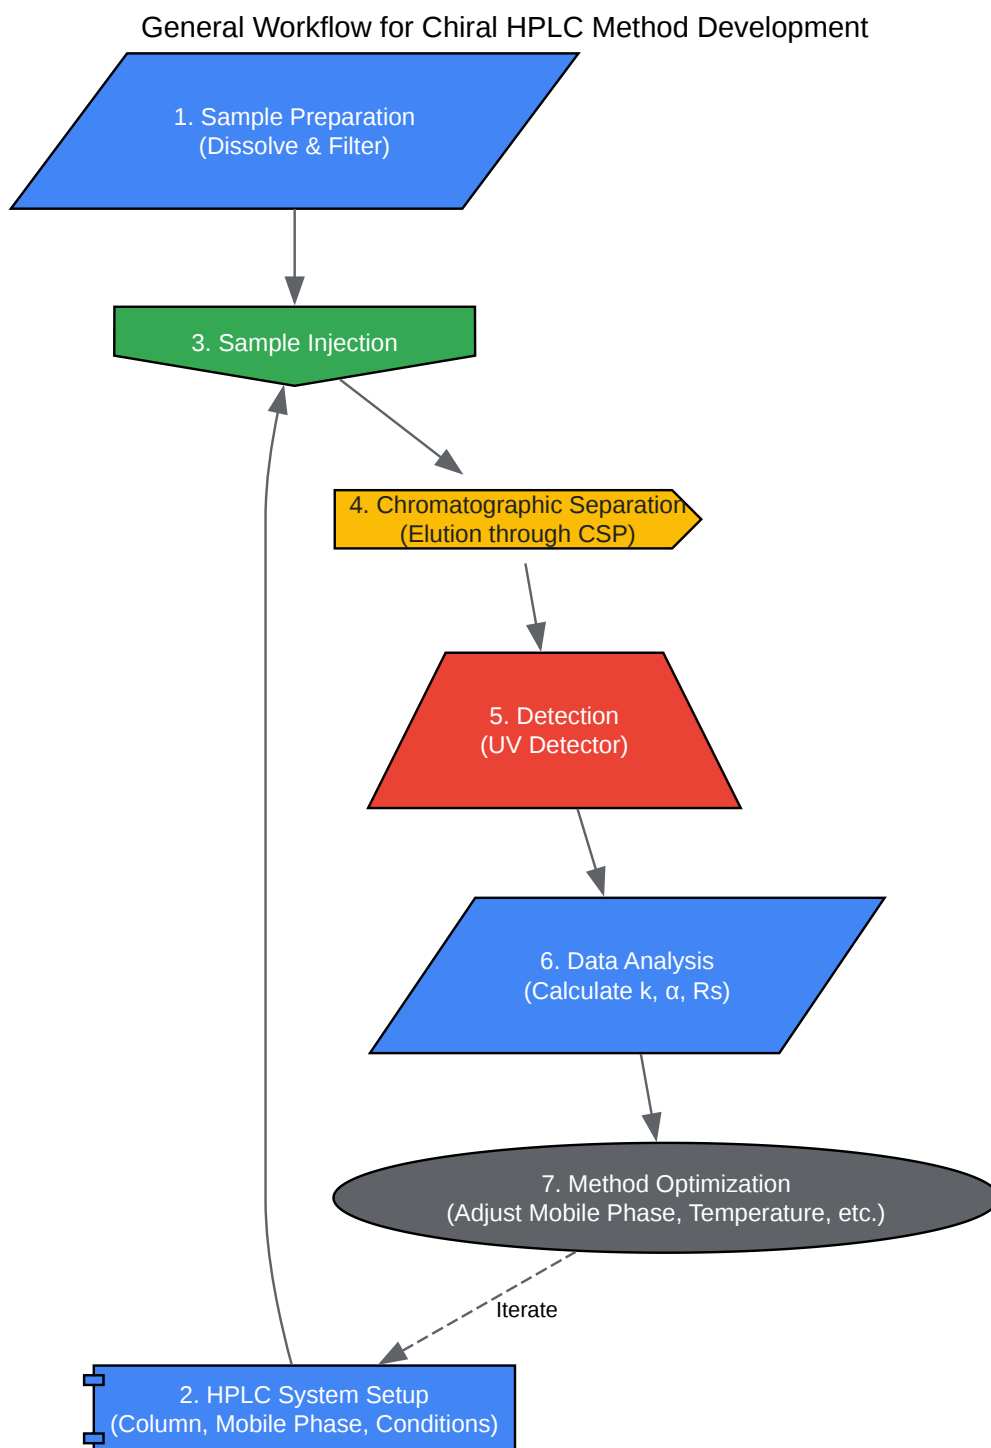 General Workflow for Chiral HPLC Method Development
1. Sample Preparation
(Dissolve & Filter)
3. Sample Injection
4. Chromatographic Separation
(Elution through CSP)
5. Detection
(UV Detector)
6. Data Analysis
(Calculate k, α, Rs)
7. Method Optimization
(Adjust Mobile Phase, Temperature, etc.)
Iterate
2. HPLC System Setup
(Column, Mobile Phase, Conditions)